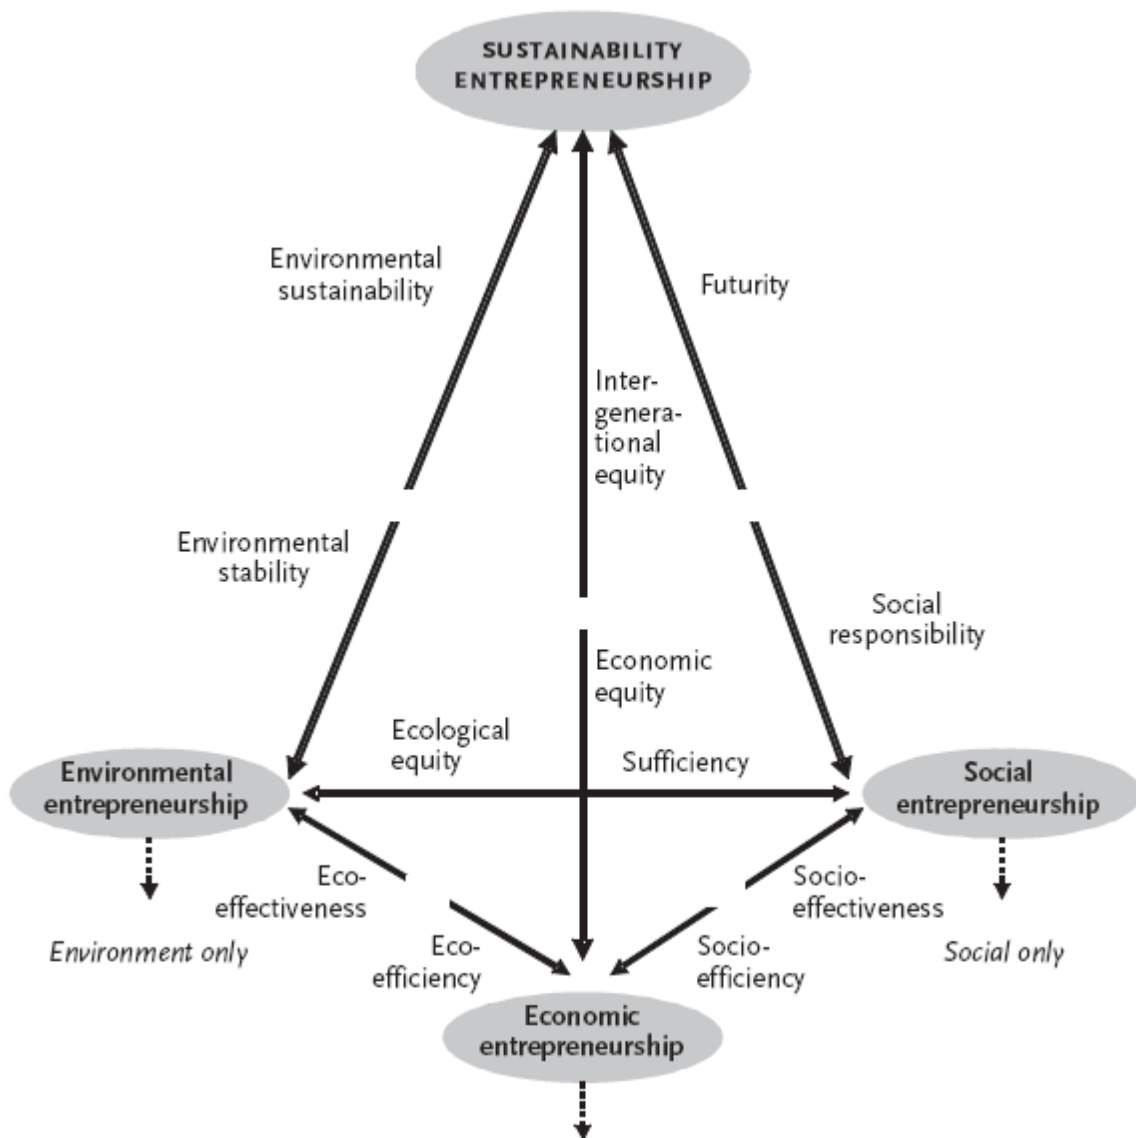 SUSTAINABILITY
ENTREPRENEURSHIP
Environmental
sustainability
Futurity
Inter-
genera-
tional
equity
Environmental
stability
Social
responsibility
Economic
equity
Ecological
equity
Sufficiency
Environmental
entrepreneurship
Social
entrepreneurship
Eco-
effectiveness
Socio-
effectiveness
Environment only
Eco-
efficiency
Socio-
efficiency
Social only
Economic
entrepreneurship